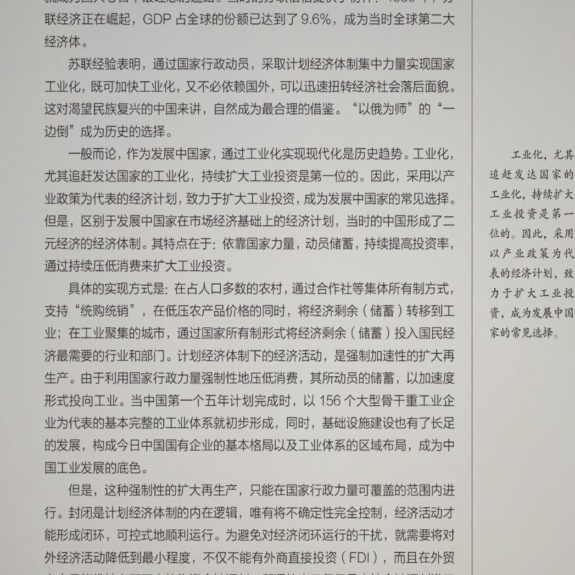 联经济正在崛起，GDP 占全球的份额已达到了 9.6%，成为当时全球第二大
经济体。
苏联经验表明，通过国家行政动员，采取计划经济体制集中力量实现国家
工业化，既可加快工业化，又不必依赖国外，可以迅速扭转经济社会落后面貌。
这对渴望民族复兴的中国来讲，自然成为最合理的借鉴。“以俄为师”的“一
边倒”成为历史的选择。
一般而论，作为发展中国家，通过工业化实现现代化是历史趋势。工业化，
尤其追赶发达国家的工业化，持续扩大工业投资是第一位的。因此，采用以产
业政策为代表的经济计划，致力于扩大工业投资，成为发展中国家的常见选择。
但是，区别于发展中国家在市场经济基础上的经济计划，当时的中国形成了二
元经济的经济体制。其特点在于：依靠国家力量，动员储蓄，持续提高投资率，
通过持续压低消费来扩大工业投资。
具体的实现方式是：在占人口多数的农村，通过合作社等集体所有制方式，
支持“统购统销”，在低压农产品价格的同时，将经济剩余（储蓄）转移到工
业；在工业聚集的城市，通过国家所有制形式将经济剩余（储蓄）投入国民经
济最需要的行业和部门。计划经济体制下的经济活动，是强制加速性的扩大再
生产。由于利用国家行政力量强制性地压低消费，其所动员的储蓄，以加速度
形式投向工业。当中国第一个五年计划完成时，以 156 个大型骨干重工业企
业为代表的基本完整的工业体系就初步形成，同时，基础设施建设也有了长足
的发展，构成今日中国国有企业的基本格局以及工业体系的区域布局，成为中
国工业发展的底色。
但是，这种强制性的扩大再生产，只能在国家行政力量可覆盖的范围内进
行。封闭是计划经济体制的内在逻辑，唯有将不确定性完全控制，经济活动才
能形成闭环，可控式地顺利运行。为避免对经济闭环运行的干扰，就需要将对
外经济活动降低到最小程度，不仅不能有外商直接投资（FDI），而且在外贸
工业化，尤其
追赶发达国家的
工业化，持续扩大
工业投资是第一
位的。因此，采用
以产业政策为代
表的经济计划，致
力于扩大工业投
资，成为发展中国
家的常见选择。